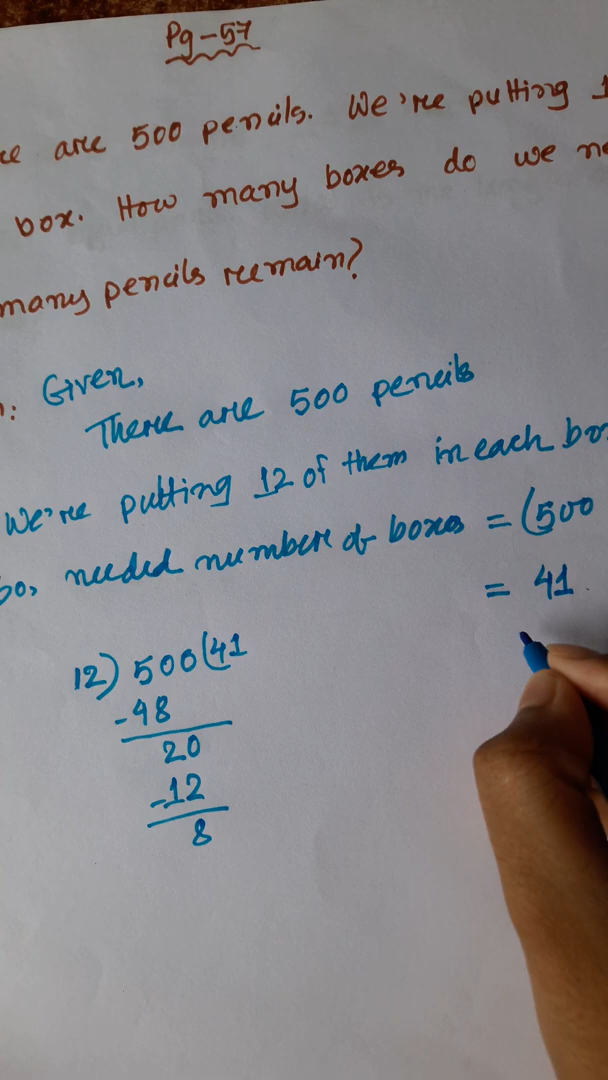 Pg-57
are 500 pencils. We're putting 1
box. How many boxes do we ne
many pencils remain?
Given,
There are 500 pencils
We're putting 12 of them in each bo
needed number of boxes = (500
= 41
12) 500 (41
-48
20
-12
8